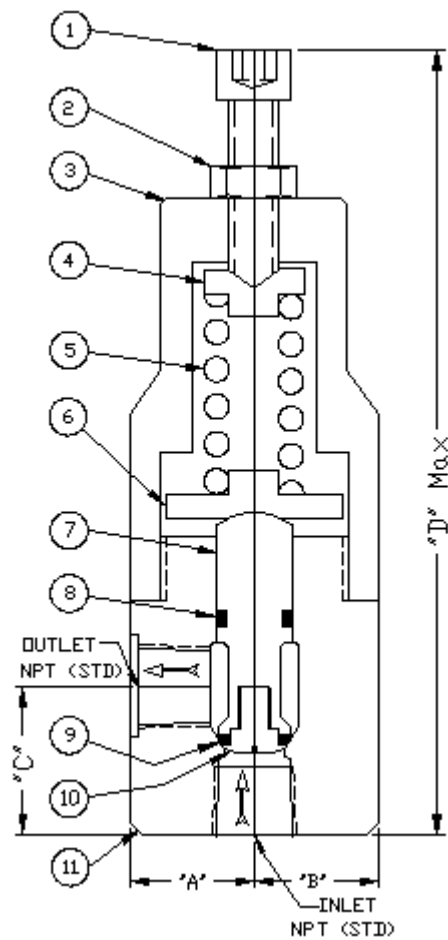 1
2
3
4
5
6
7
8
OUTLET
NPT (STD)
9
10
11
"C"
"A"
"B"
"D" Max
INLET
NPT (STD)